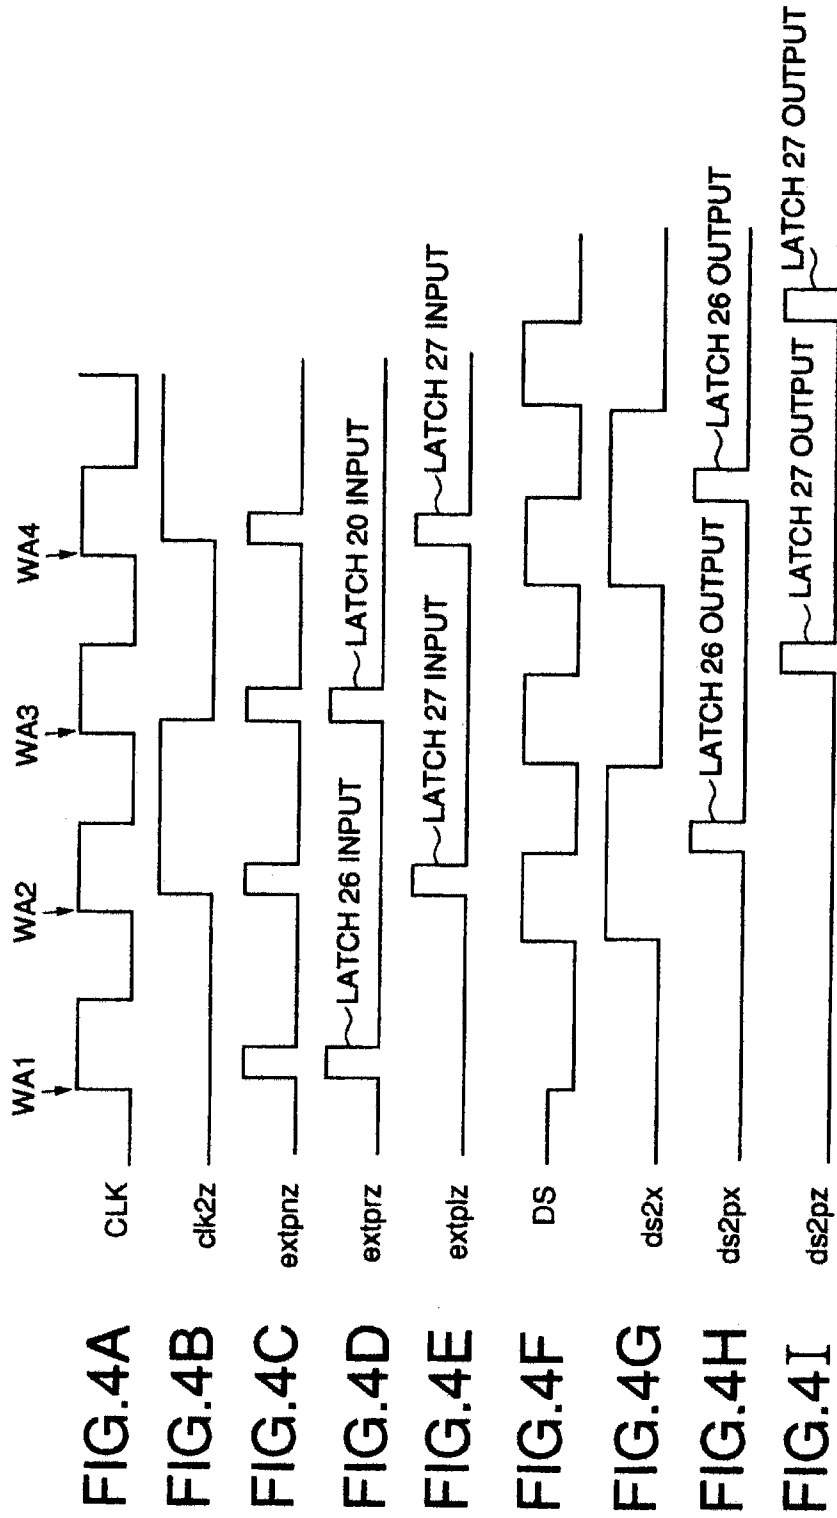 WA1 WA2 WA3 WA4
FIG.4A CLK
FIG.4B clk2z
FIG.4C extpnz
FIG.4D extprz LATCH 26 INPUT LATCH 20 INPUT
FIG.4E extplz LATCH 27 INPUT LATCH 27 INPUT
FIG.4F DS
FIG.4G ds2x
FIG.4H ds2px LATCH 26 OUTPUT LATCH 26 OUTPUT
FIG.4I ds2pz LATCH 27 OUTPUT LATCH 27 OUTPUT